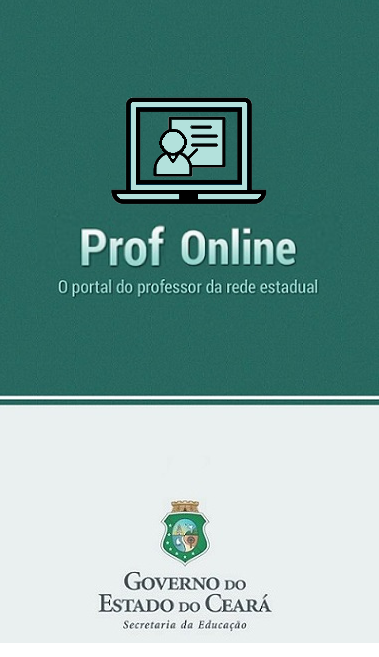 Prof Online
O portal do professor da rede estadual
GOVERNO DO
ESTADO DO CEARÁ
Secretaria da Educação